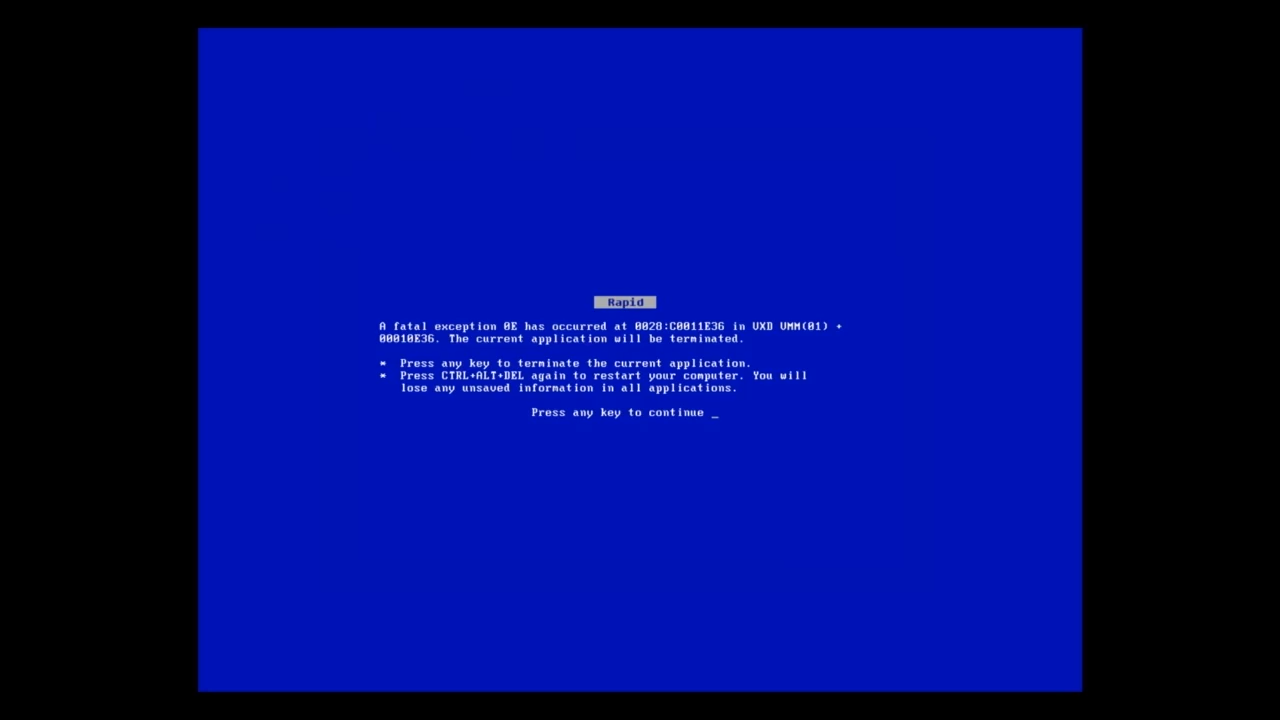 Rapid
A fatal exception 0E has occurred at 0028:C0011E36 in VXD VMM(01) +
00010E36. The current application will be terminated.
* Press any key to terminate the current application.
* Press CTRL+ALT+DEL again to restart your computer. You will
lose any unsaved information in all applications.
Press any key to continue _